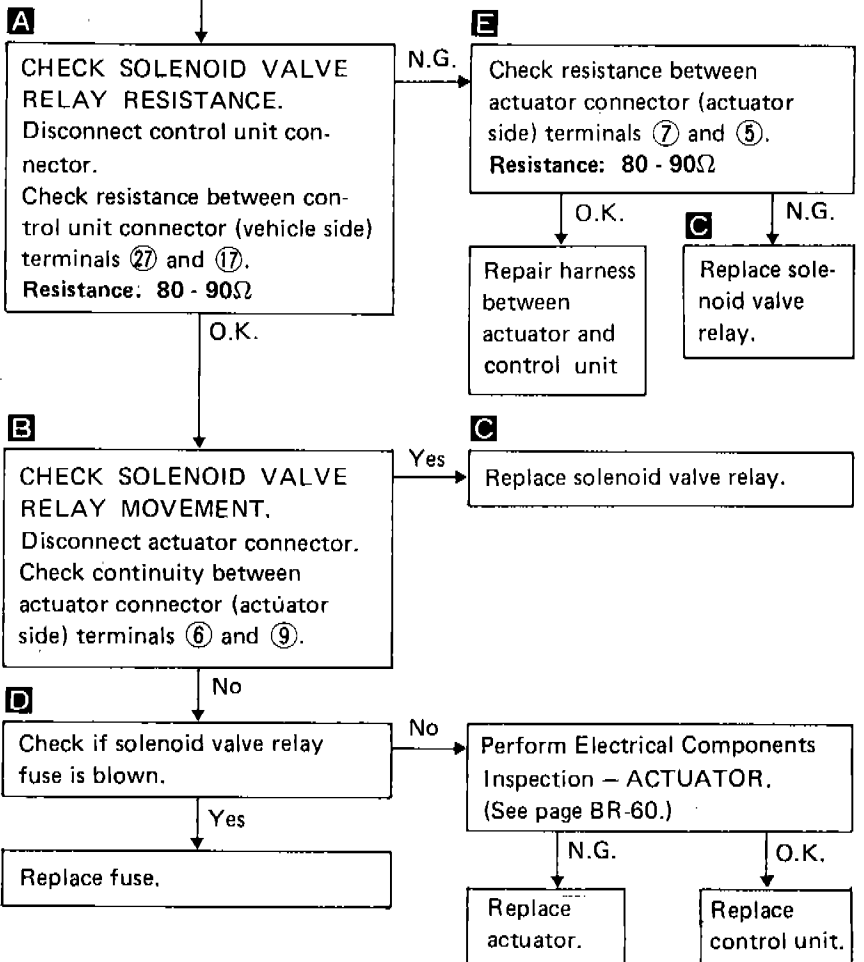 A
CHECK SOLENOID VALVE
RELAY RESISTANCE.
Disconnect control unit con-
nector.
Check resistance between con-
trol unit connector (vehicle side)
terminals ㉗ and ⑰.
Resistance: 80 - 90Ω
N.G.
E
Check resistance between
actuator connector (actuator
side) terminals ⑦ and ⑤.
Resistance: 80 - 90Ω
O.K.
N.G.
Repair harness
between
actuator and
control unit
C
Replace sole-
noid valve
relay.
O.K.
B
CHECK SOLENOID VALVE
RELAY MOVEMENT.
Disconnect actuator connector.
Check continuity between
actuator connector (actuator
side) terminals ⑥ and ⑨.
Yes
C
Replace solenoid valve relay.
No
D
Check if solenoid valve relay
fuse is blown.
No
Perform Electrical Components
Inspection — ACTUATOR.
(See page BR-60.)
Yes
Replace fuse.
N.G.
O.K.
Replace
actuator.
Replace
control unit.